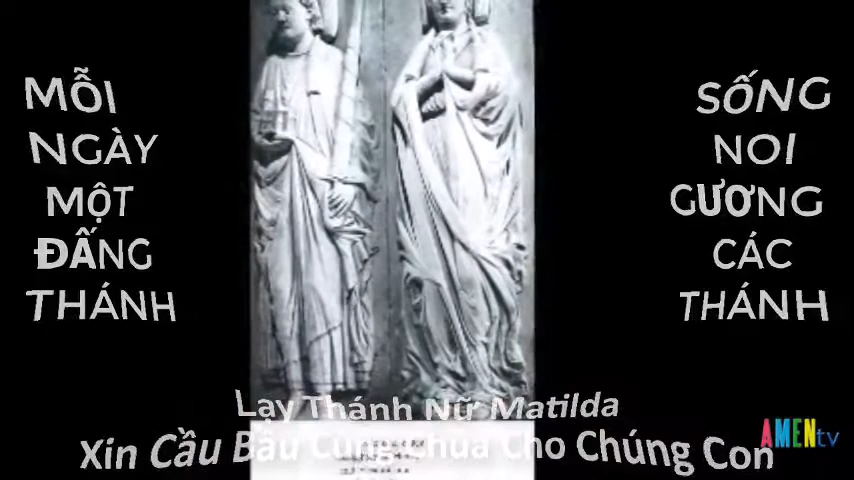 MỖI
NGÀY
MỘT
ĐẤNG
THÁNH
SỐNG
NOI
GƯƠNG
CÁC
THÁNH
Lạy Thánh Nữ Matilda
Xin Cầu Bầu Cùng Chúa Cho Chúng Con
AMENtv